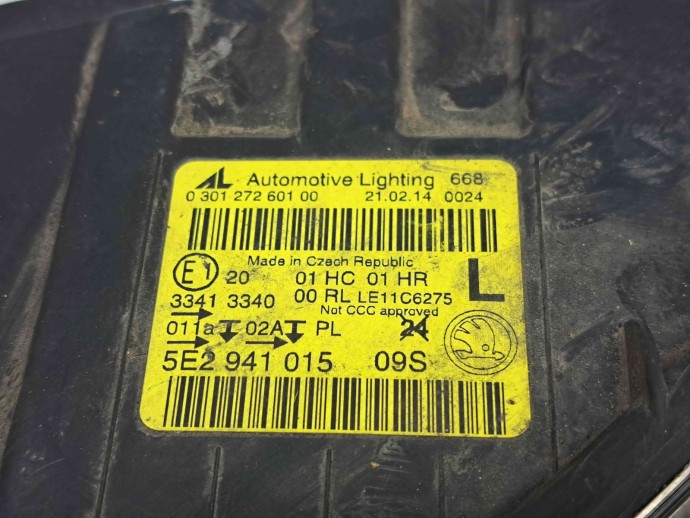 AL Automotive Lighting 668
0 301 272 601 00 21.02.14 0024
Made in Czech Republic
E1 20 01 HC 01 HR L
3341 3340 00 RL LE11C6275
Not CCC approved
011a 02A PL 24
5E2 941 015 09S